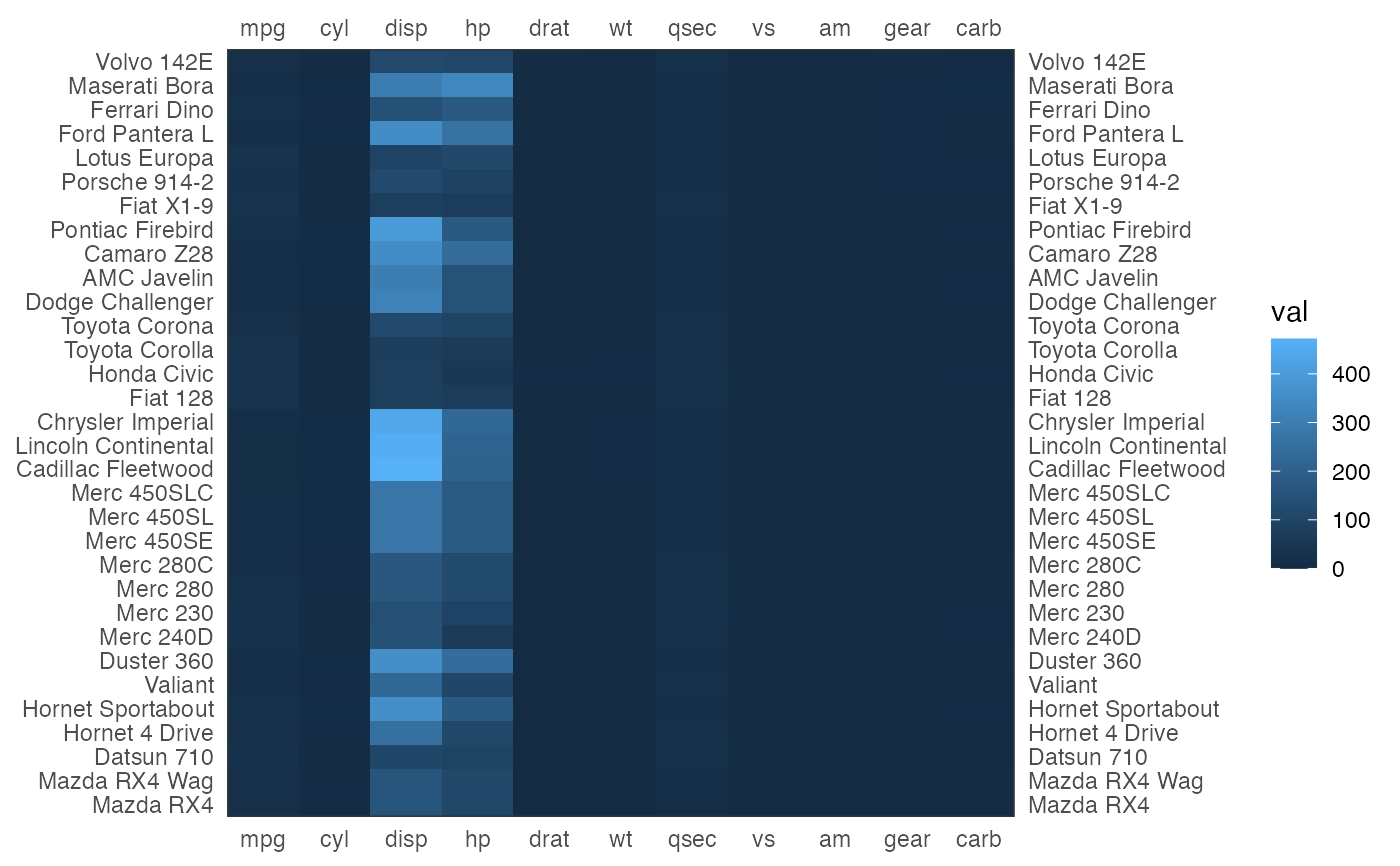 mpg cyl disp hp drat wt qsec vs am gear carb
Volvo 142E Volvo 142E
Maserati Bora Maserati Bora
Ferrari Dino Ferrari Dino
Ford Pantera L Ford Pantera L
Lotus Europa Lotus Europa
Porsche 914-2 Porsche 914-2
Fiat X1-9 Fiat X1-9
Pontiac Firebird Pontiac Firebird
Camaro Z28 Camaro Z28
AMC Javelin AMC Javelin
Dodge Challenger Dodge Challenger
Toyota Corona Toyota Corona
Toyota Corolla Toyota Corolla
Honda Civic Honda Civic
Fiat 128 Fiat 128
Chrysler Imperial Chrysler Imperial
Lincoln Continental Lincoln Continental
Cadillac Fleetwood Cadillac Fleetwood
Merc 450SLC Merc 450SLC
Merc 450SL Merc 450SL
Merc 450SE Merc 450SE
Merc 280C Merc 280C
Merc 280 Merc 280
Merc 230 Merc 230
Merc 240D Merc 240D
Duster 360 Duster 360
Valiant Valiant
Hornet Sportabout Hornet Sportabout
Hornet 4 Drive Hornet 4 Drive
Datsun 710 Datsun 710
Mazda RX4 Wag Mazda RX4 Wag
Mazda RX4 Mazda RX4
mpg cyl disp hp drat wt qsec vs am gear carb
val
400
300
200
100
0